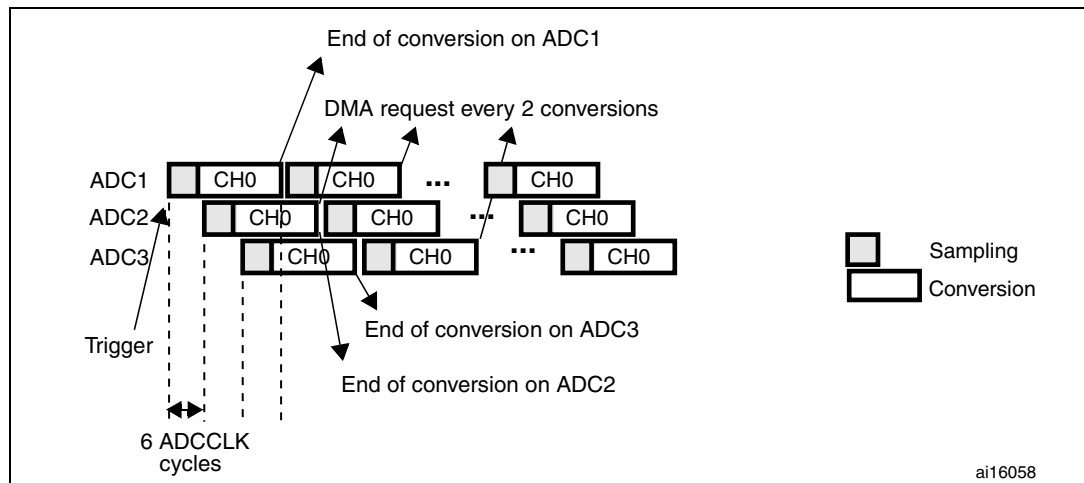 End of conversion on ADC1
DMA request every 2 conversions
ADC1 CH0 CH0 ... CH0
ADC2 CH0 CH0 ... CH0
ADC3 CH0 CH0 ... CH0
Sampling
Conversion
End of conversion on ADC3
Trigger
End of conversion on ADC2
6 ADCCLK
cycles
ai16058